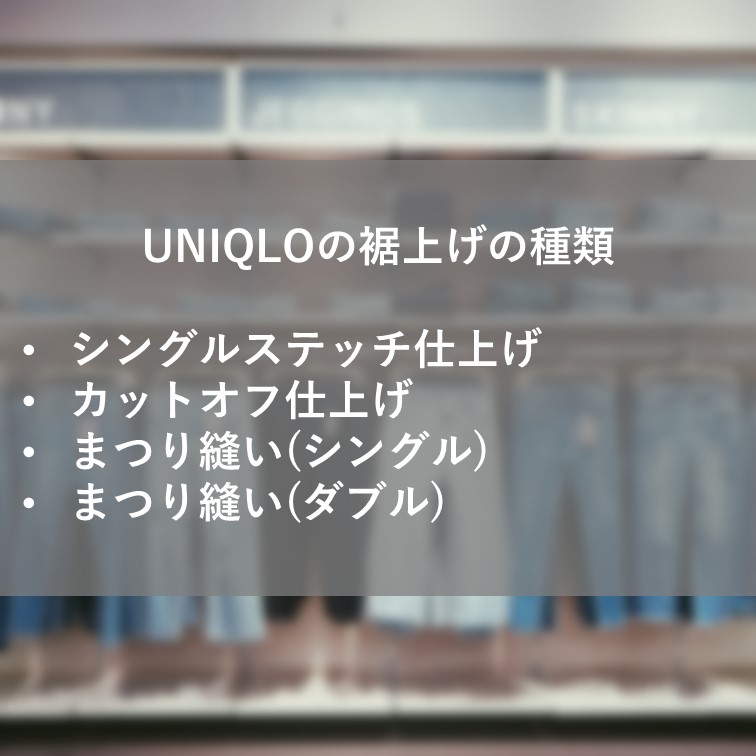 JEGGINGS
SKINNY
UNIQLOの裾上げの種類
• シングルステッチ仕上げ
• カットオフ仕上げ
• まつり縫い(シングル)
• まつり縫い(ダブル)